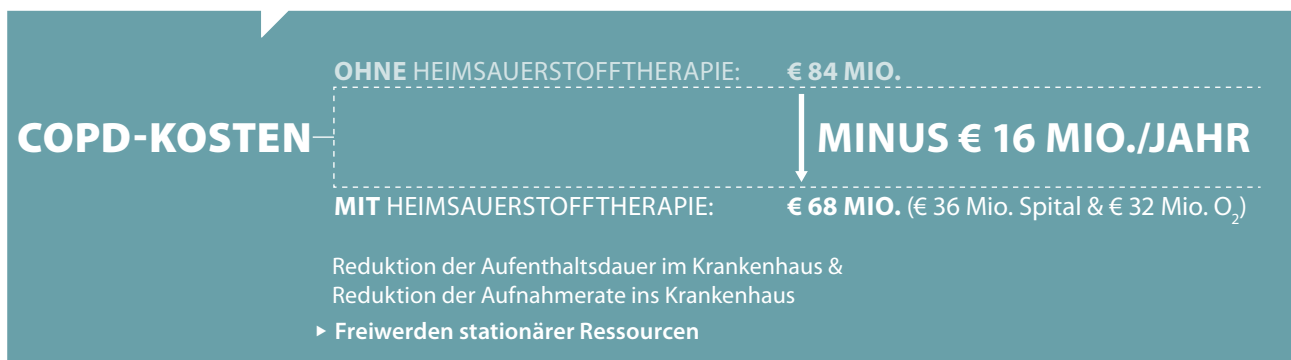 OHNE HEIMSAUERSTOFFTHERAPIE: € 84 MIO.
COPD-KOSTEN MINUS € 16 MIO./JAHR
MIT HEIMSAUERSTOFFTHERAPIE: € 68 MIO. (€ 36 Mio. Spital & € 32 Mio. O₂)
Reduktion der Aufenthaltsdauer im Krankenhaus &
Reduktion der Aufnahmerate ins Krankenhaus
▸ Freiwerden stationärer Ressourcen